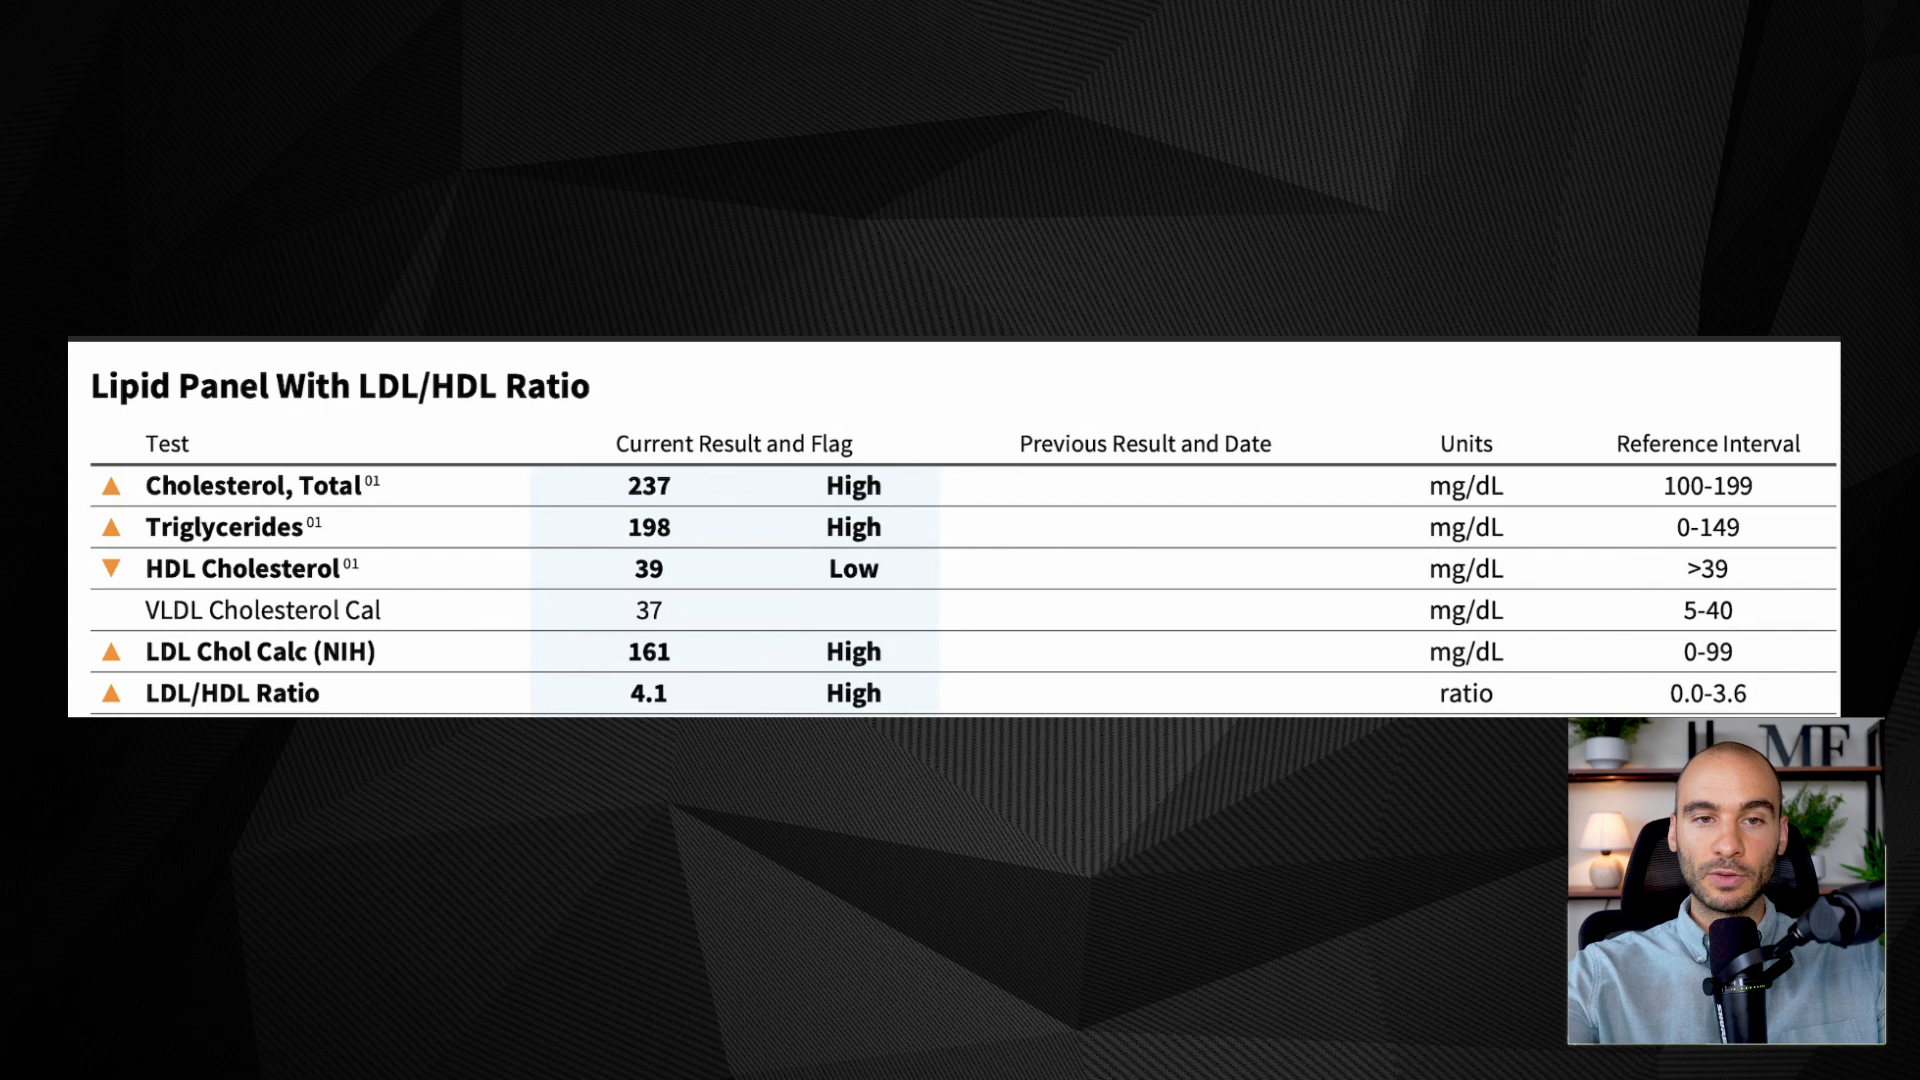 Lipid Panel With LDL/HDL Ratio
Test Current Result and Flag Previous Result and Date Units Reference Interval
▲ Cholesterol, Total 01 237 High mg/dL 100-199
▲ Triglycerides 01 198 High mg/dL 0-149
▼ HDL Cholesterol 01 39 Low mg/dL >39
VLDL Cholesterol Cal 37 mg/dL 5-40
▲ LDL Chol Calc (NIH) 161 High mg/dL 0-99
▲ LDL/HDL Ratio 4.1 High ratio 0.0-3.6
MF